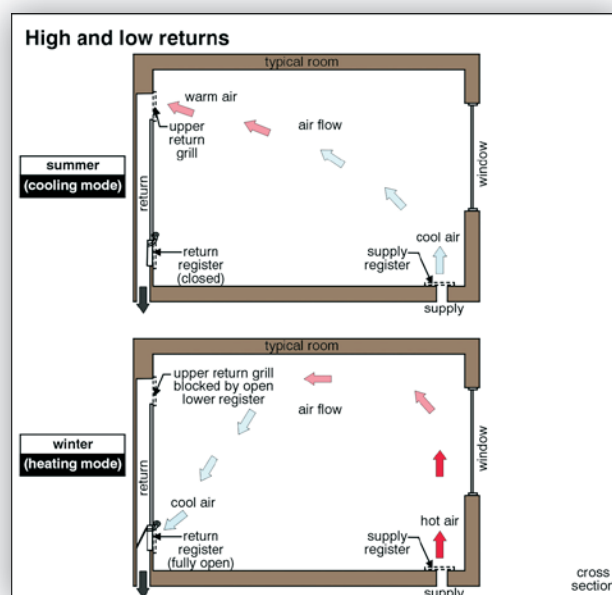 High and low returns
typical room
warm air
air flow
upper
return
grill
summer
(cooling mode)
return
window
return
register
(closed)
supply
register
cool air
supply
typical room
upper return grill
blocked by open
lower register
air flow
winter
(heating mode)
return
window
cool air
return
register
(fully open)
supply
register
hot air
supply
cross
section